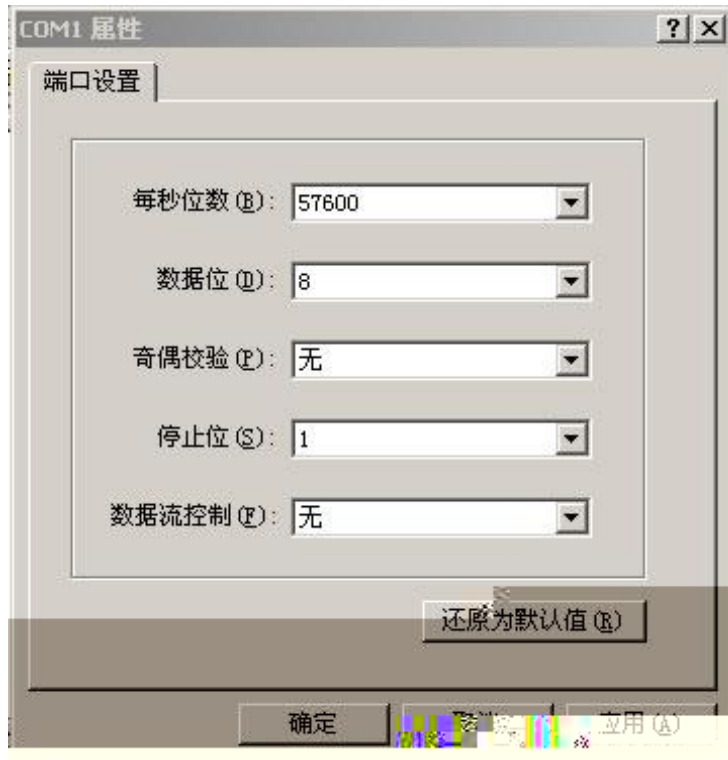 COM1 属性
端口设置
每秒位数(B): 57600
数据位(D): 8
奇偶校验(P): 无
停止位(S): 1
数据流控制(F): 无
还原为默认值(R)
确定 应用(A)